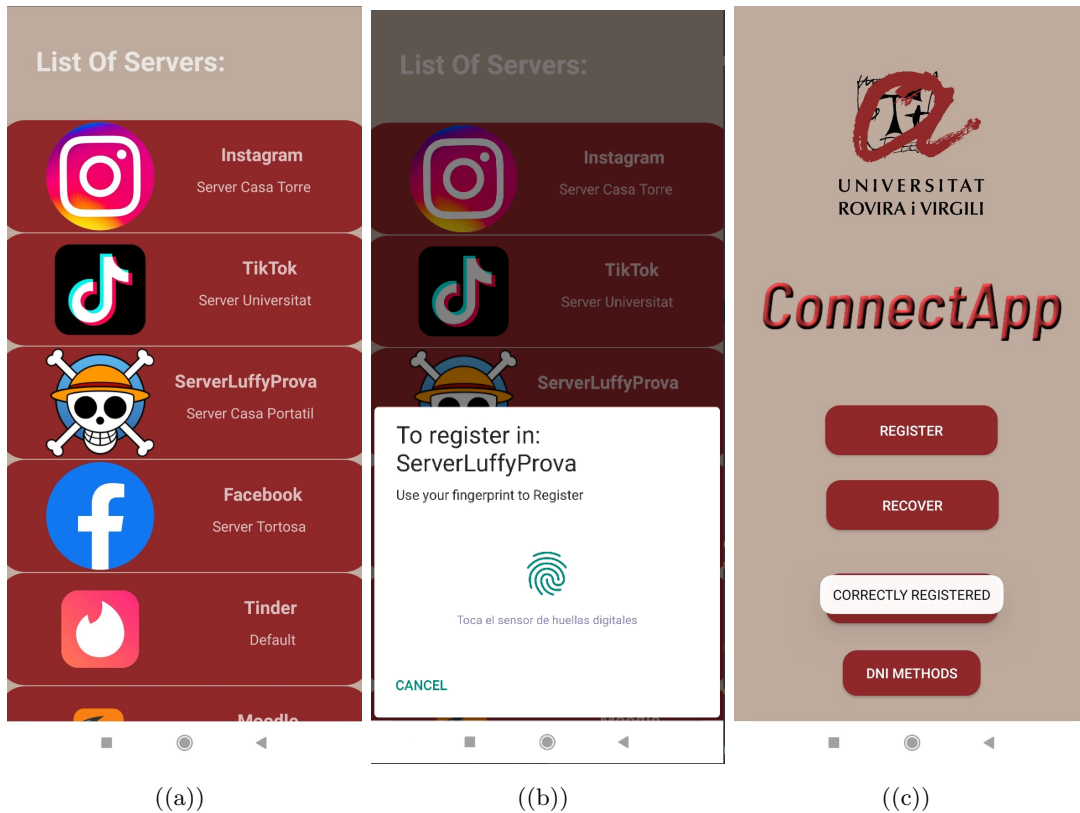 List Of Servers:
Instagram
Server Casa Torre
TikTok
Server Universitat
ServerLuffyProva
Server Casa Portatil
Facebook
Server Tortosa
Tinder
Default
Moodle
((a))
List Of Servers:
Instagram
Server Casa Torre
TikTok
Server Universitat
ServerLuffyProva
To register in:
ServerLuffyProva
Use your fingerprint to Register
Toca el sensor de huellas digitales
CANCEL
((b))
UNIVERSITAT
ROVIRA i VIRGILI
ConnectApp
REGISTER
RECOVER
CORRECTLY REGISTERED
DNI METHODS
((c))